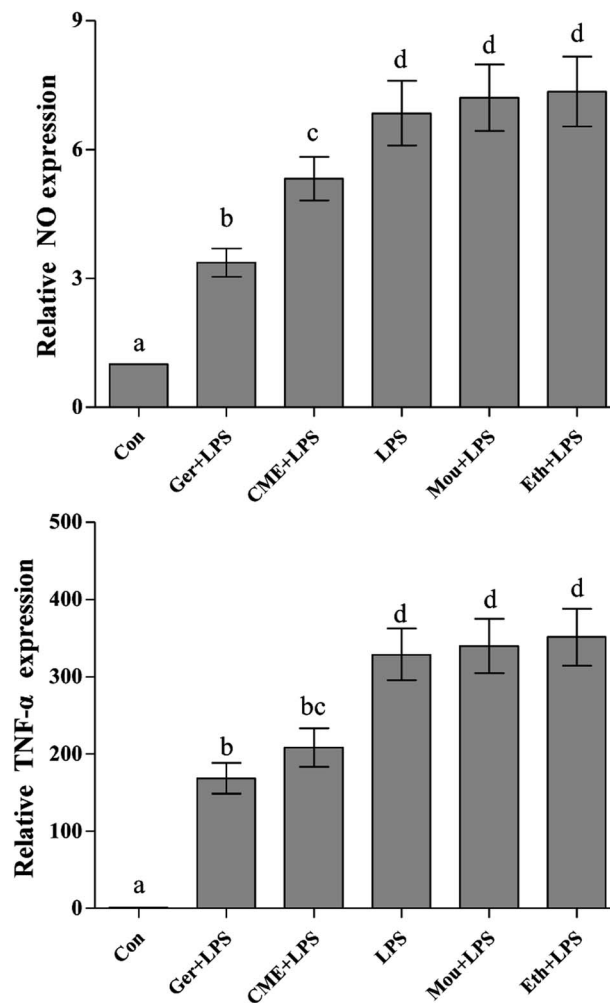 Relative NO expression
9
6
3
0
a
b
c
d
d
d
Con
Ger+LPS
CME+LPS
LPS
Mou+LPS
Eth+LPS
Relative TNF-α expression
500
400
300
200
100
0
a
b
bc
d
d
d
Con
Ger+LPS
CME+LPS
LPS
Mou+LPS
Eth+LPS